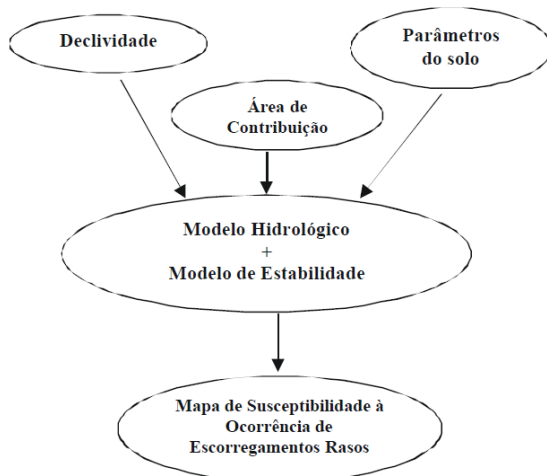 Declividade
Parâmetros
do solo
Área de
Contribuição
Modelo Hidrológico
+
Modelo de Estabilidade
Mapa de Susceptibilidade à
Ocorrência de
Escorregamentos Rasos